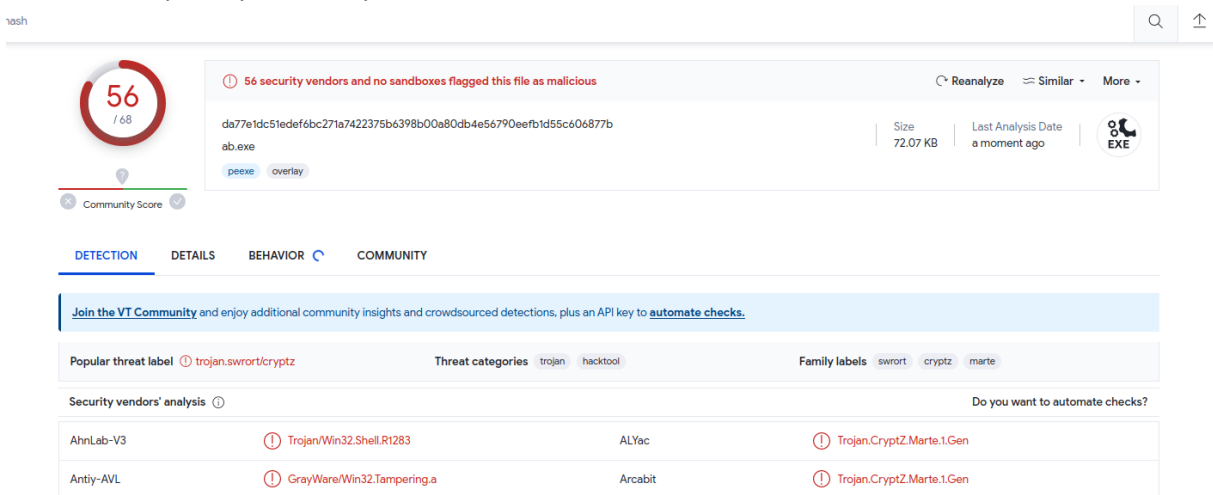 56 security vendors and no sandboxes flagged this file as malicious
Reanalyze Similar More
56
/ 68
da77e1dc51edef6bc271a7422375b6398b00a80db4e56790eefb1d55c606877b
ab.exe
Size
72.07 KB
Last Analysis Date
a moment ago
EXE
peexe overlay
?
Community Score
DETECTION DETAILS BEHAVIOR COMMUNITY
Join the VT Community and enjoy additional community insights and crowdsourced detections, plus an API key to automate checks.
Popular threat label trojan.swrort/cryptz Threat categories trojan hacktool Family labels swrort cryptz marte
Security vendors' analysis Do you want to automate checks?
AhnLab-V3 Trojan/Win32.Shell.R1283 ALYac Trojan.CryptZ.Marte.1.Gen
Antiy-AVL GrayWare/Win32.Tampering.a Arcabit Trojan.CryptZ.Marte.1.Gen